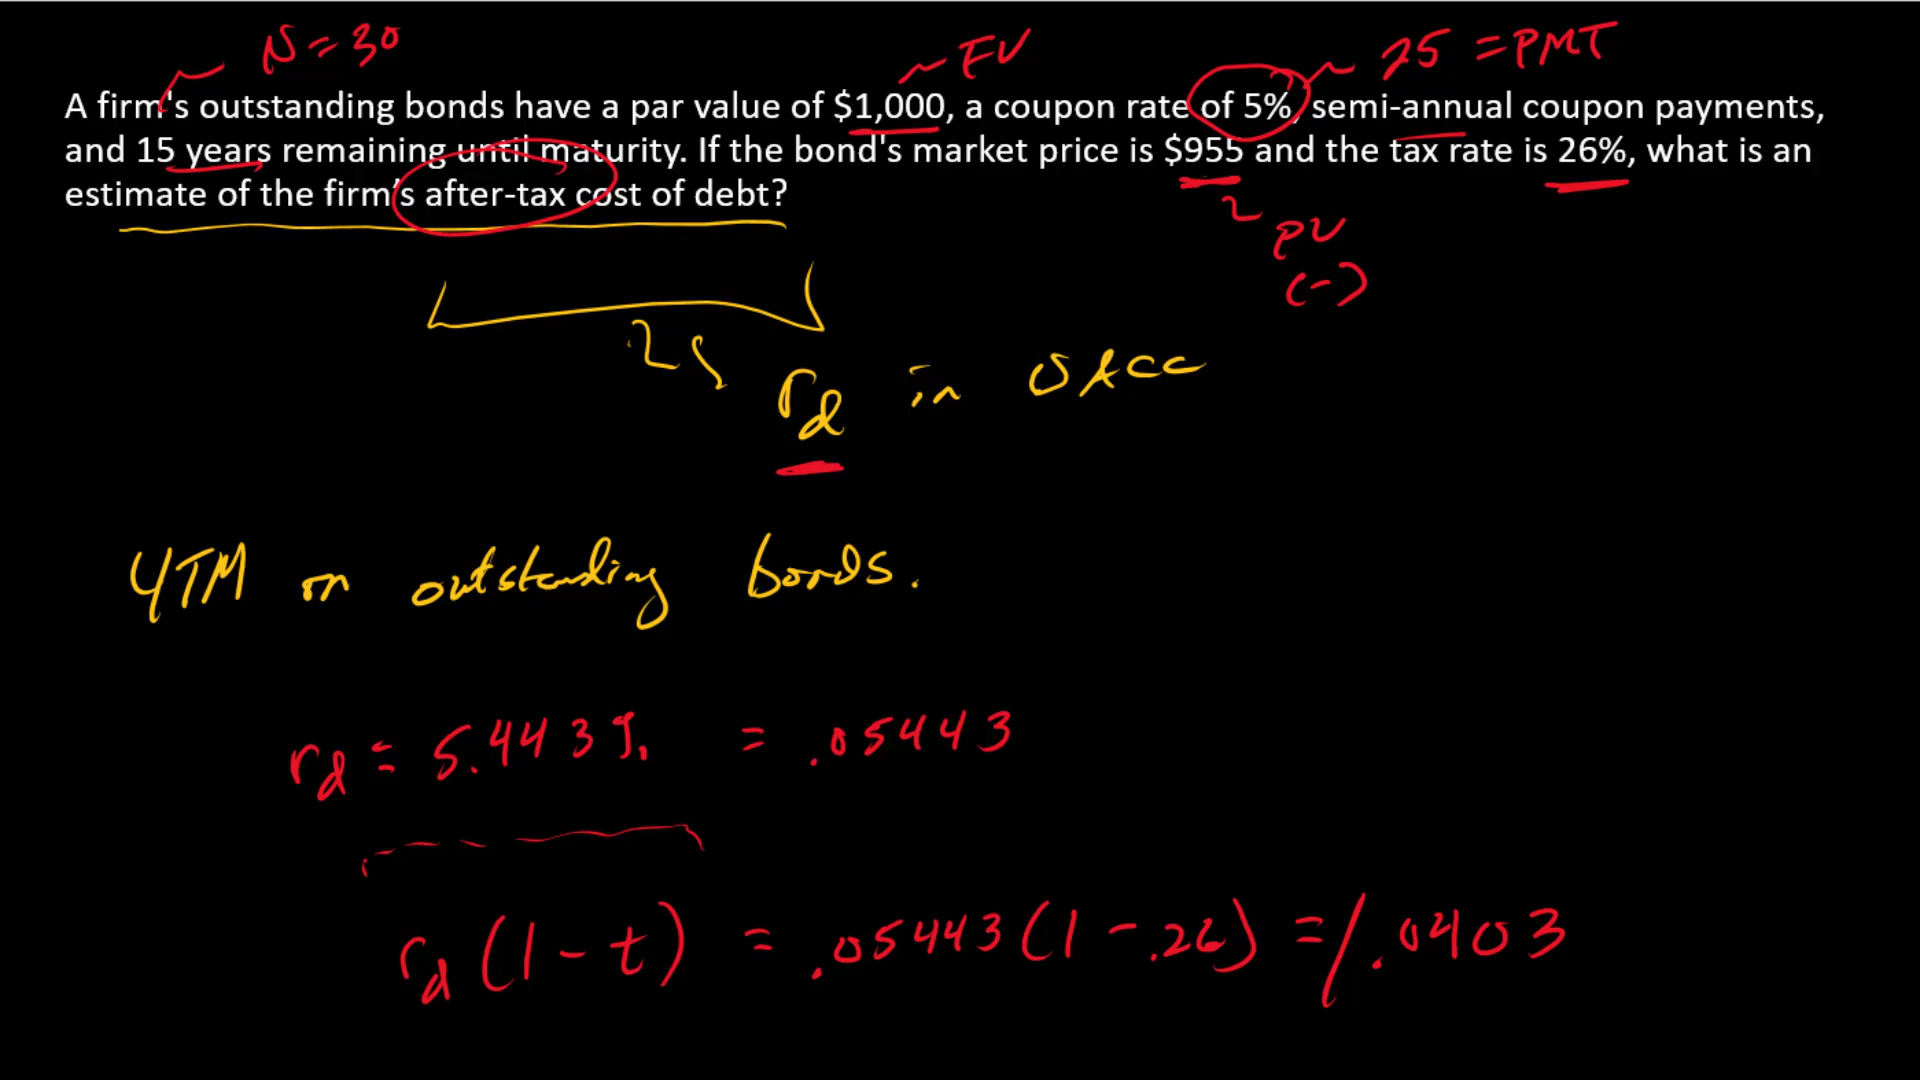 N = 30
FV
25 = PMT
A firm's outstanding bonds have a par value of $1,000, a coupon rate of 5%, semi-annual coupon payments,
and 15 years remaining until maturity. If the bond's market price is $955 and the tax rate is 26%, what is an
estimate of the firm's after-tax cost of debt?
PV
(-)
rd in WACC
YTM on outstanding bonds.
rd = 5.443% = .05443
rd (1 - t) = .05443 (1 - .26) = .0403